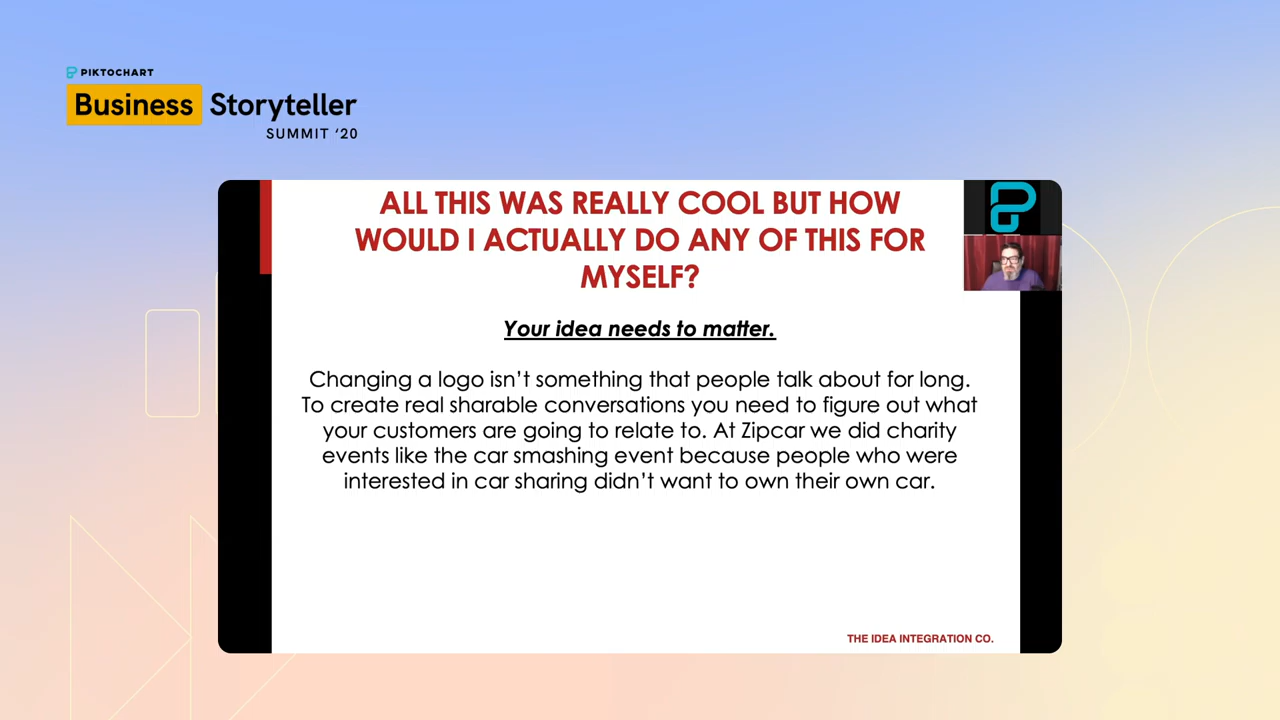 PIKTOCHART
Business Storyteller
SUMMIT ‘20
ALL THIS WAS REALLY COOL BUT HOW
WOULD I ACTUALLY DO ANY OF THIS FOR
MYSELF?
Your idea needs to matter.
Changing a logo isn’t something that people talk about for long.
To create real sharable conversations you need to figure out what
your customers are going to relate to. At Zipcar we did charity
events like the car smashing event because people who were
interested in car sharing didn’t want to own their own car.
THE IDEA INTEGRATION CO.